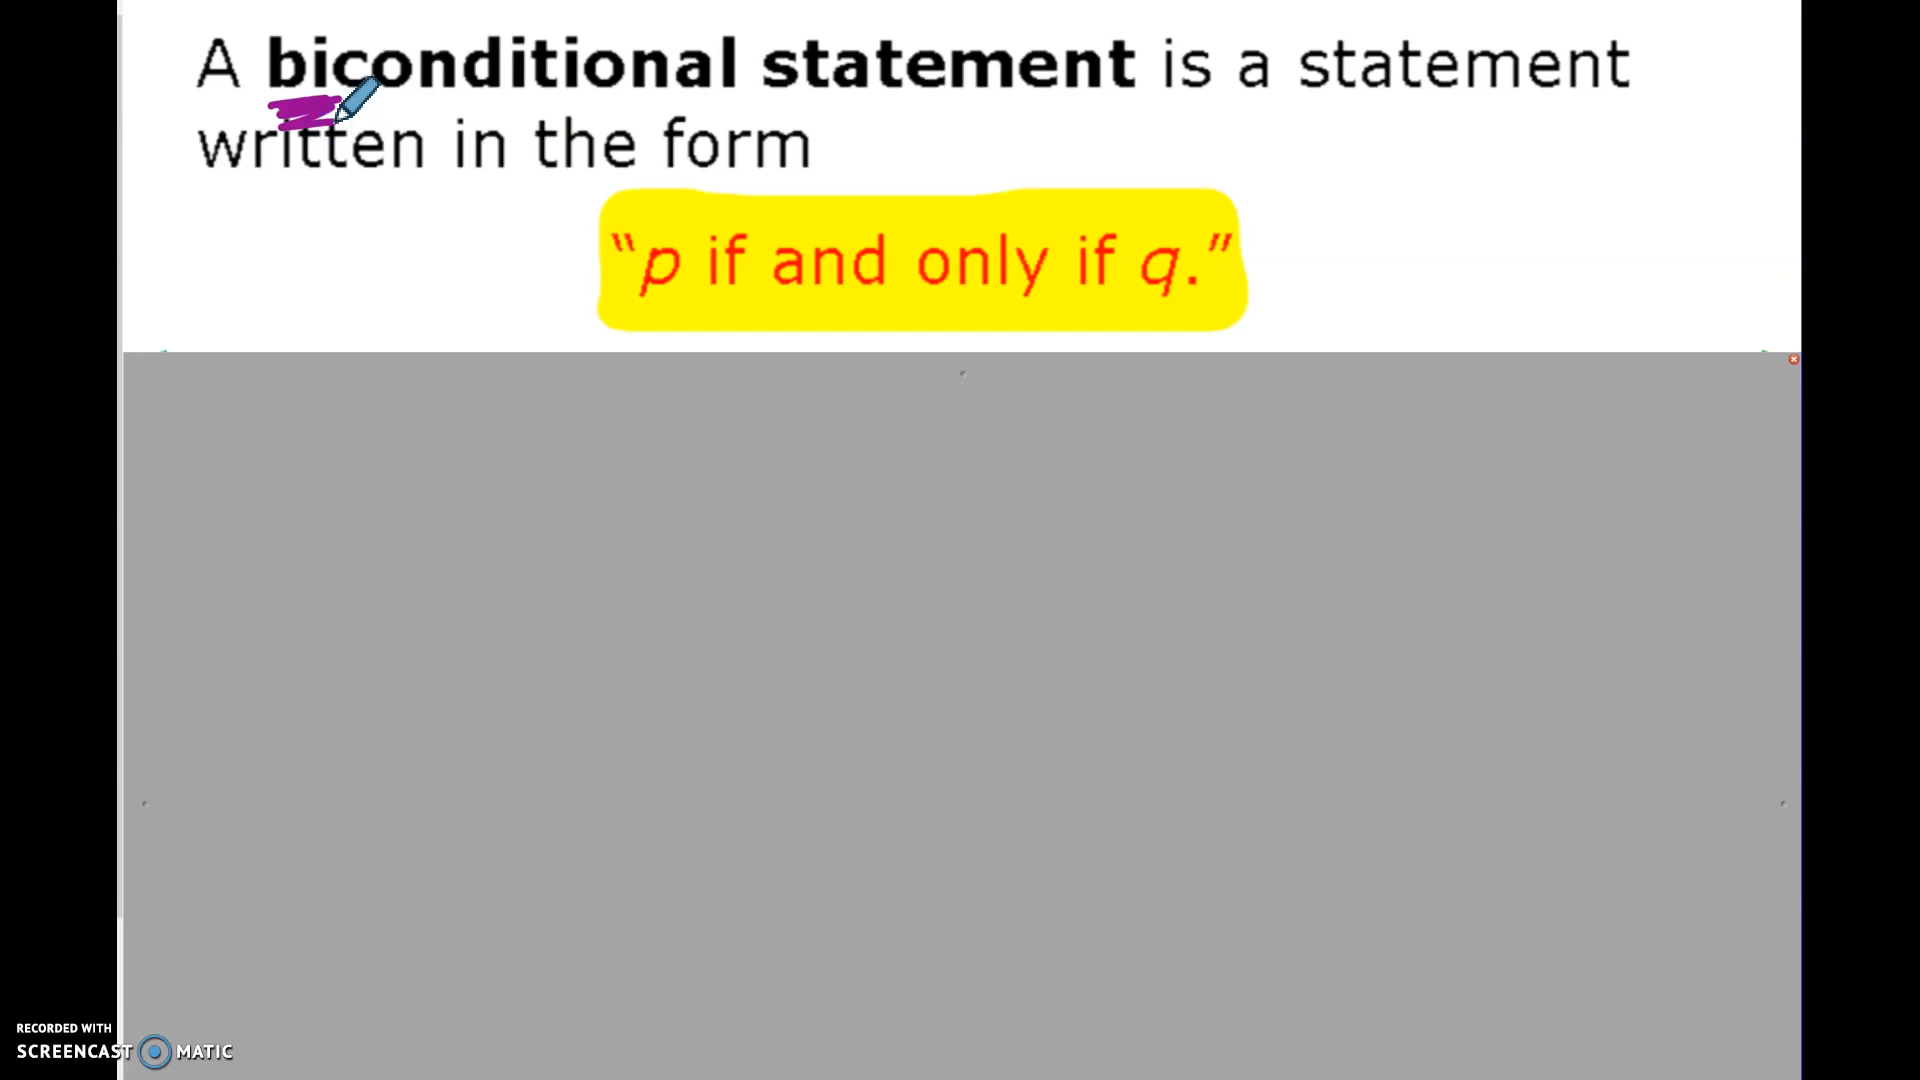 A biconditional statement is a statement
written in the form
“p if and only if q.”
RECORDED WITH
SCREENCAST MATIC